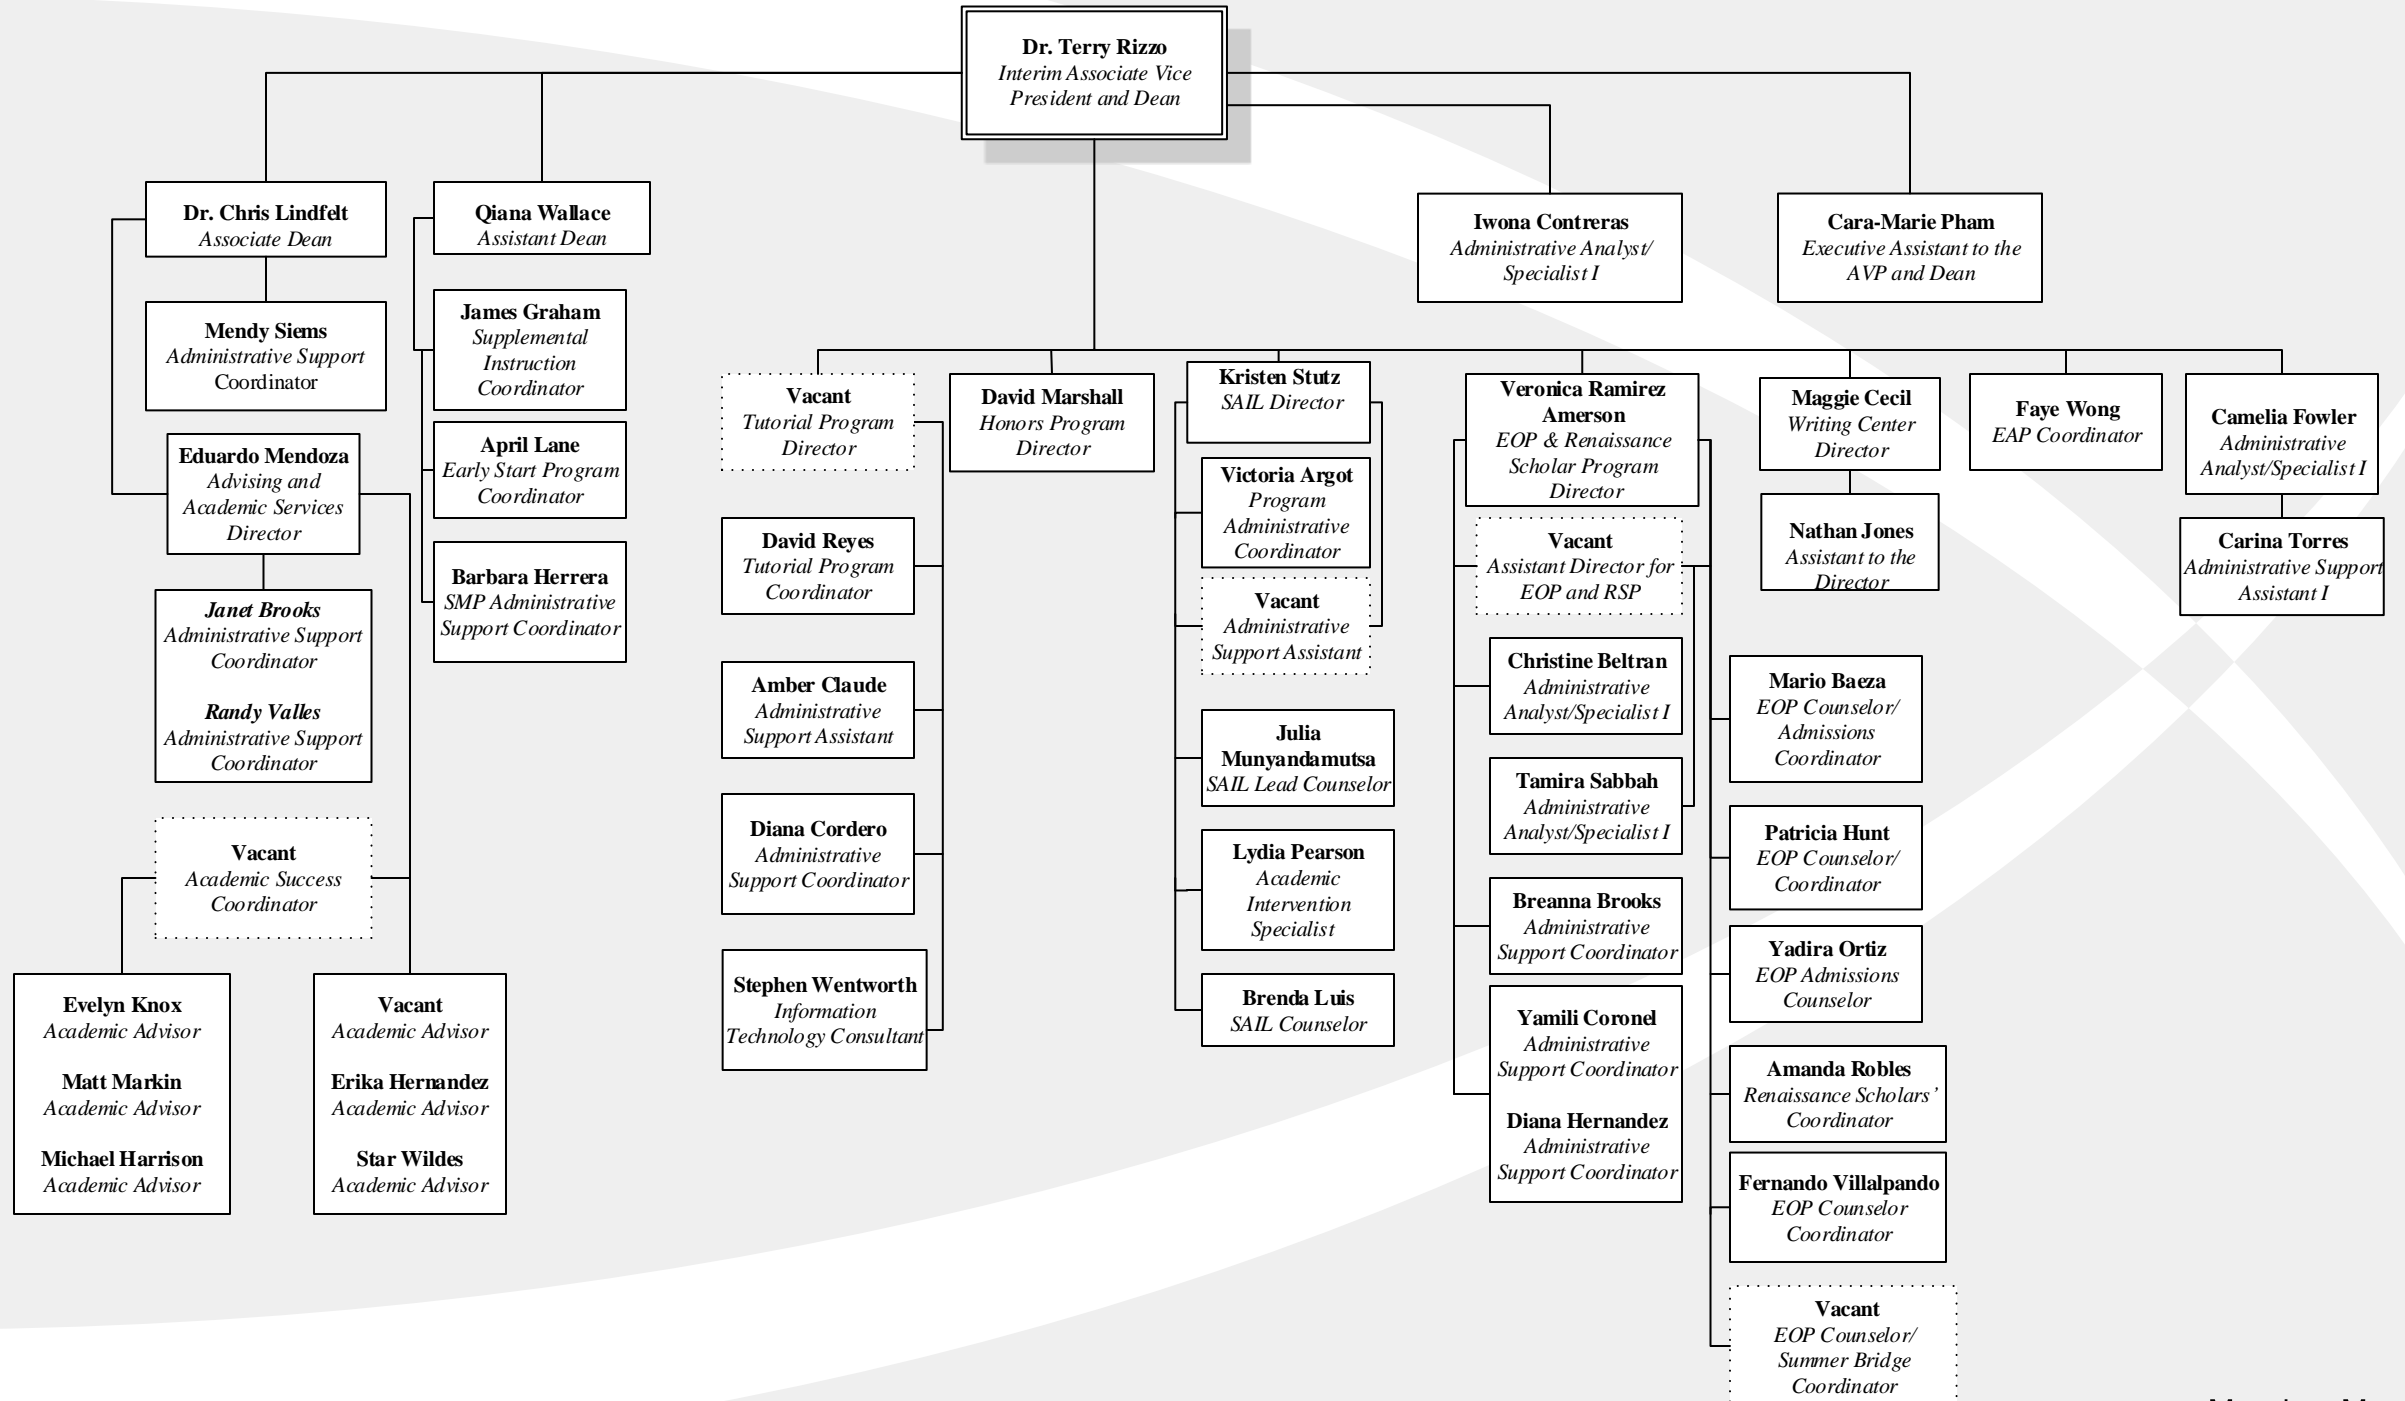 Dr. Terry Rizzo
Interim Associate Vice
President and Dean
Dr. Chris Lindfelt
Associate Dean
Qiana Wallace
Assistant Dean
Iwona Contreras
Administrative Analyst/
Specialist I
Cara-Marie Pham
Executive Assistant to the
AVP and Dean
Mendy Siems
Administrative Support
Coordinator
James Graham
Supplemental
Instruction
Coordinator
April Lane
Early Start Program
Coordinator
Barbara Herrera
SMP Administrative
Support Coordinator
Eduardo Mendoza
Advising and
Academic Services
Director
Janet Brooks
Administrative Support
Coordinator
Randy Valles
Administrative Support
Coordinator
Vacant
Academic Success
Coordinator
Evelyn Knox
Academic Advisor
Matt Markin
Academic Advisor
Michael Harrison
Academic Advisor
Vacant
Academic Advisor
Erika Hernandez
Academic Advisor
Star Wildes
Academic Advisor
Vacant
Tutorial Program
Director
David Reyes
Tutorial Program
Coordinator
Amber Claude
Administrative
Support Assistant
Diana Cordero
Administrative
Support Coordinator
Stephen Wentworth
Information
Technology Consultant
David Marshall
Honors Program
Director
Kristen Stutz
SAIL Director
Victoria Argot
Program
Administrative
Coordinator
Vacant
Administrative
Support Assistant
Julia
Munyandamutsa
SAIL Lead Counselor
Lydia Pearson
Academic
Intervention
Specialist
Brenda Luis
SAIL Counselor
Veronica Ramirez
Amerson
EOP & Renaissance
Scholar Program
Director
Vacant
Assistant Director for
EOP and RSP
Christine Beltran
Administrative
Analyst/Specialist I
Tamira Sabbah
Administrative
Analyst/Specialist I
Breanna Brooks
Administrative
Support Coordinator
Yamili Coronel
Administrative
Support Coordinator
Diana Hernandez
Administrative
Support Coordinator
Mario Baeza
EOP Counselor/
Admissions
Coordinator
Patricia Hunt
EOP Counselor/
Coordinator
Yadira Ortiz
EOP Admissions
Counselor
Amanda Robles
Renaissance Scholars’
Coordinator
Fernando Villalpando
EOP Counselor
Coordinator
Vacant
EOP Counselor/
Summer Bridge
Coordinator
Maggie Cecil
Writing Center
Director
Nathan Jones
Assistant to the
Director
Faye Wong
EAP Coordinator
Camelia Fowler
Administrative
Analyst/Specialist I
Carina Torres
Administrative Support
Assistant I